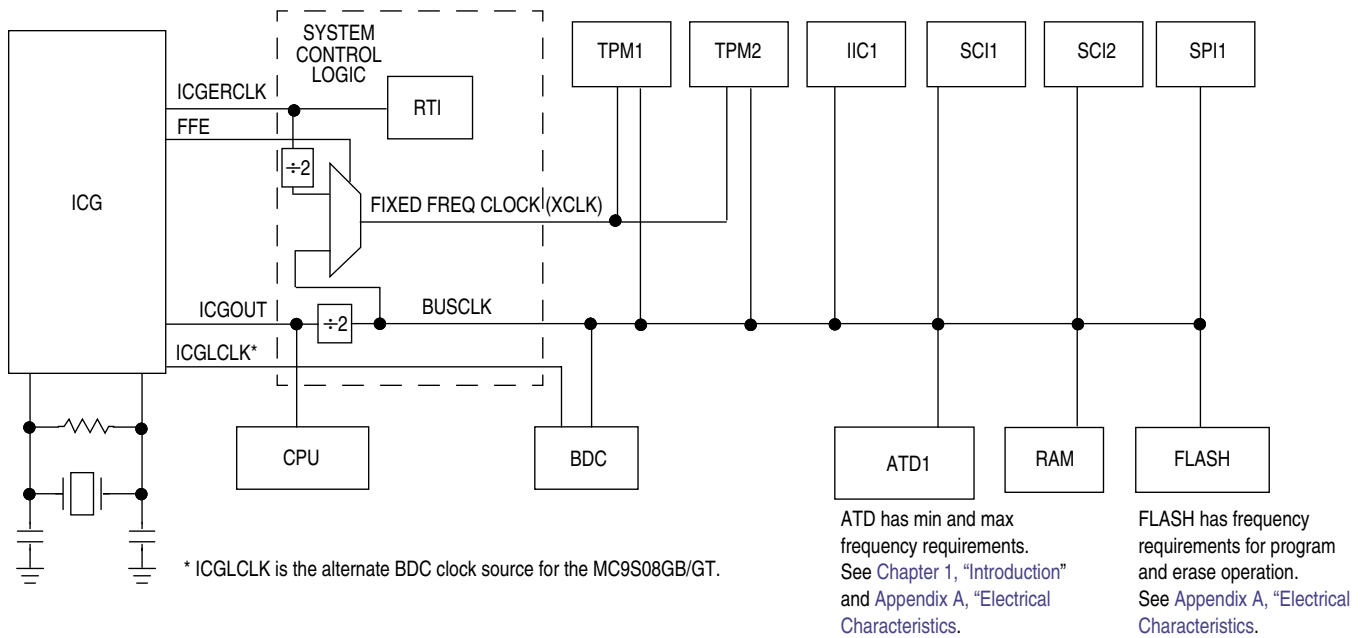 SYSTEM
CONTROL
LOGIC
TPM1
TPM2
IIC1
SCI1
SCI2
SPI1
ICGERCLK
RTI
FFE
÷2
ICG
FIXED FREQ CLOCK (XCLK)
ICGOUT
÷2
BUSCLK
ICGLCLK*
CPU
BDC
ATD1
RAM
FLASH
ATD has min and max
frequency requirements.
See Chapter 1, “Introduction”
and Appendix A, “Electrical
Characteristics.
FLASH has frequency
requirements for program
and erase operation.
See Appendix A, “Electrical
Characteristics.
* ICGLCLK is the alternate BDC clock source for the MC9S08GB/GT.